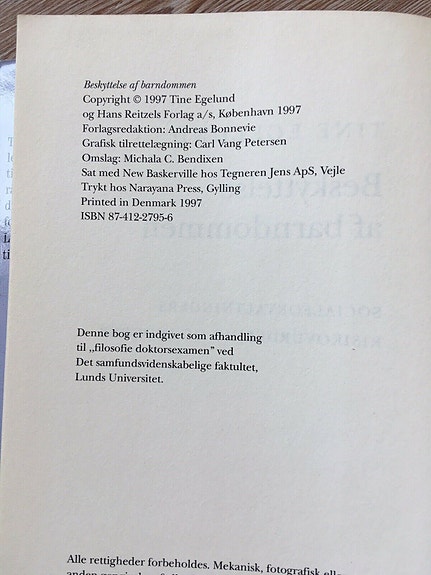 Beskyttelse af barndommen
Copyright © 1997 Tine Egelund
og Hans Reitzels Forlag a/s, København 1997
Forlagsredaktion: Andreas Bonnevie
Grafisk tilrettelægning: Carl Vang Petersen
Omslag: Michala C. Bendixen
Sat med New Baskerville hos Tegneren Jens ApS, Vejle
Trykt hos Narayana Press, Gylling
Printed in Denmark 1997
ISBN 87-412-2795-6
Denne bog er indgivet som afhandling
til ,,filosofie doktorsexamen” ved
Det samfundsvidenskabelige fakultet,
Lunds Universitet.
Alle rettigheder forbeholdes. Mekanisk, fotografisk